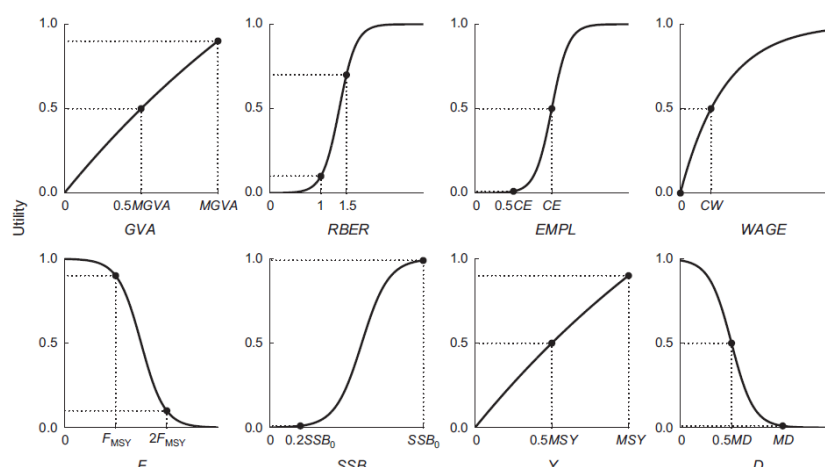 1.0 1.0 1.0 1.0
0.5 0.5 0.5 0.5
0.0 0.0 0.0 0.0
0 0.5MGVA MGVA 0 1 1.5 0 0.5CE CE 0 CW
GVA RBER EMPL WAGE
Utility
1.0 1.0 1.0 1.0
0.5 0.5 0.5 0.5
0.0 0.0 0.0 0.0
0 F_MSY 2F_MSY 0 0.2SSB₀ SSB₀ 0 0.5MSY MSY 0 0.5MD MD
F SSB Y D